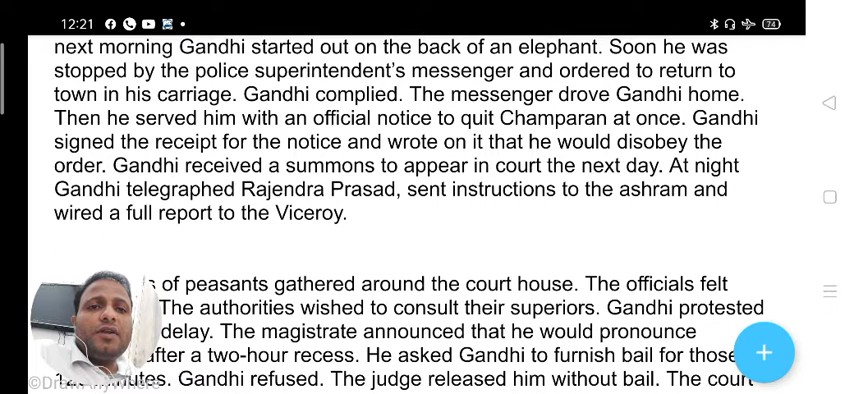 12:21
74
next morning Gandhi started out on the back of an elephant. Soon he was
stopped by the police superintendent's messenger and ordered to return to
town in his carriage. Gandhi complied. The messenger drove Gandhi home.
Then he served him with an official notice to quit Champaran at once. Gandhi
signed the receipt for the notice and wrote on it that he would disobey the
order. Gandhi received a summons to appear in court the next day. At night
Gandhi telegraphed Rajendra Prasad, sent instructions to the ashram and
wired a full report to the Viceroy.
of peasants gathered around the court house. The officials felt
The authorities wished to consult their superiors. Gandhi protested
delay. The magistrate announced that he would pronounce
after a two-hour recess. He asked Gandhi to furnish bail for those
Gandhi refused. The judge released him without bail. The court